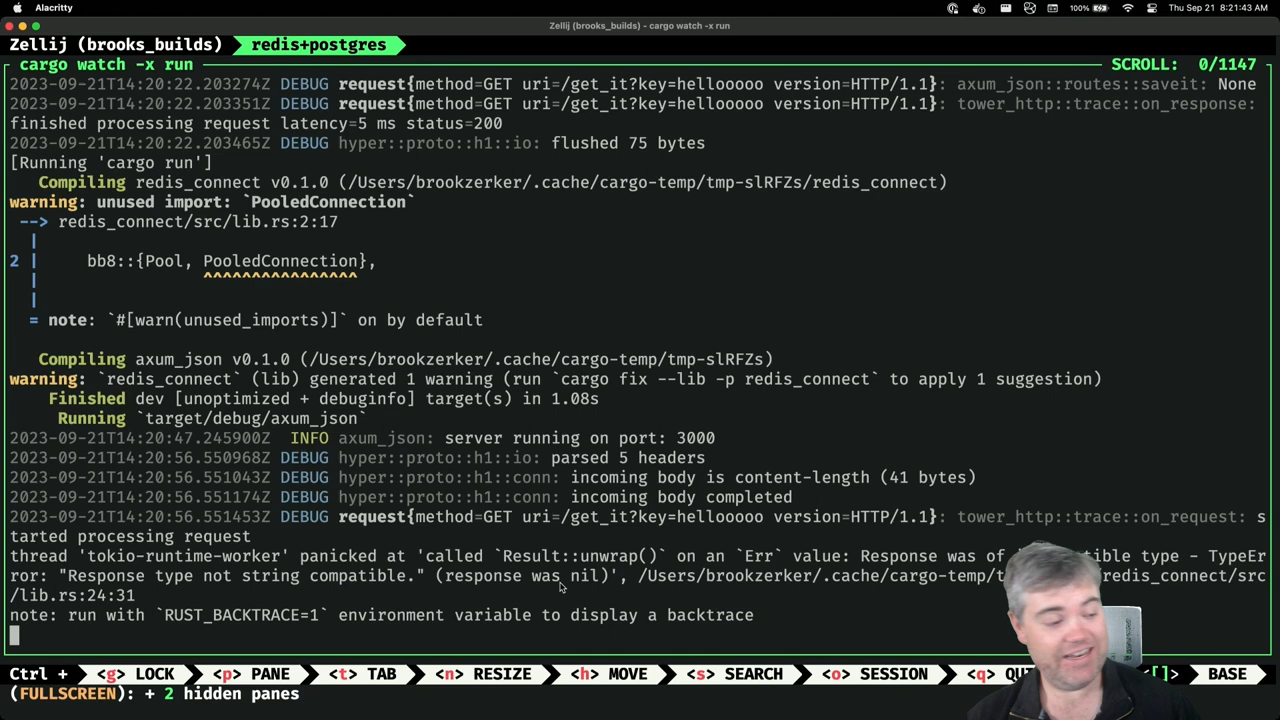 Alacritty
100%
Thu Sep 21 8:21:43 AM
Zellij (brooks_builds) - cargo watch -x run
Zellij (brooks_builds) redis+postgres
cargo watch -x run SCROLL: 0/1147
2023-09-21T14:20:22.203274Z DEBUG request{method=GET uri=/get_it?key=hellooooo version=HTTP/1.1}: axum_json::routes::saveit: None
2023-09-21T14:20:22.203351Z DEBUG request{method=GET uri=/get_it?key=hellooooo version=HTTP/1.1}: tower_http::trace::on_response:
finished processing request latency=5 ms status=200
2023-09-21T14:20:22.203465Z DEBUG hyper::proto::h1::io: flushed 75 bytes
[Running 'cargo run']
Compiling redis_connect v0.1.0 (/Users/brookzerker/.cache/cargo-temp/tmp-slRFZs/redis_connect)
warning: unused import: `PooledConnection`
--> redis_connect/src/lib.rs:2:17
|
2 | bb8::{Pool, PooledConnection},
| ^^^^^^^^^^^^^^^^
|
= note: `#[warn(unused_imports)]` on by default
Compiling axum_json v0.1.0 (/Users/brookzerker/.cache/cargo-temp/tmp-slRFZs)
warning: `redis_connect` (lib) generated 1 warning (run `cargo fix --lib -p redis_connect` to apply 1 suggestion)
Finished dev [unoptimized + debuginfo] target(s) in 1.08s
Running `target/debug/axum_json`
2023-09-21T14:20:47.245900Z INFO axum_json: server running on port: 3000
2023-09-21T14:20:56.550968Z DEBUG hyper::proto::h1::io: parsed 5 headers
2023-09-21T14:20:56.551043Z DEBUG hyper::proto::h1::conn: incoming body is content-length (41 bytes)
2023-09-21T14:20:56.551174Z DEBUG hyper::proto::h1::conn: incoming body completed
2023-09-21T14:20:56.551453Z DEBUG request{method=GET uri=/get_it?key=hellooooo version=HTTP/1.1}: tower_http::trace::on_request: s
tarted processing request
thread 'tokio-runtime-worker' panicked at 'called `Result::unwrap()` on an `Err` value: Response was of type - TypeEr
ror: "Response type not string compatible." (response was nil)', /Users/brookzerker/.cache/cargo-temp/t redis_connect/src
/lib.rs:24:31
note: run with `RUST_BACKTRACE=1` environment variable to display a backtrace
Ctrl + <g> LOCK <p> PANE <t> TAB <n> RESIZE <h> MOVE <s> SEARCH <o> SESSION <q> <[]> BASE
(FULLSCREEN): + 2 hidden panes